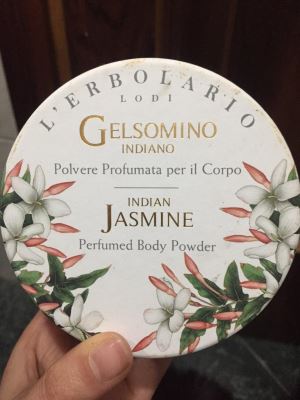 L'ERBOLARIO
LODI
GELSOMINO
INDIANO
Polvere Profumata per il Corpo
INDIAN
JASMINE
Perfumed Body Powder